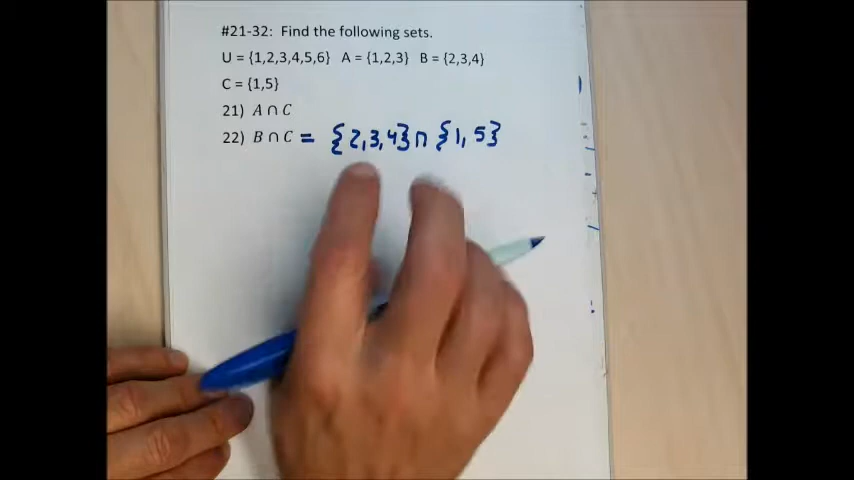 #21-32: Find the following sets.
U = {1,2,3,4,5,6} A = {1,2,3} B = {2,3,4}
C = {1,5}
21) A ∩ C
22) B ∩ C = {2,3,4} ∩ {1, 5}